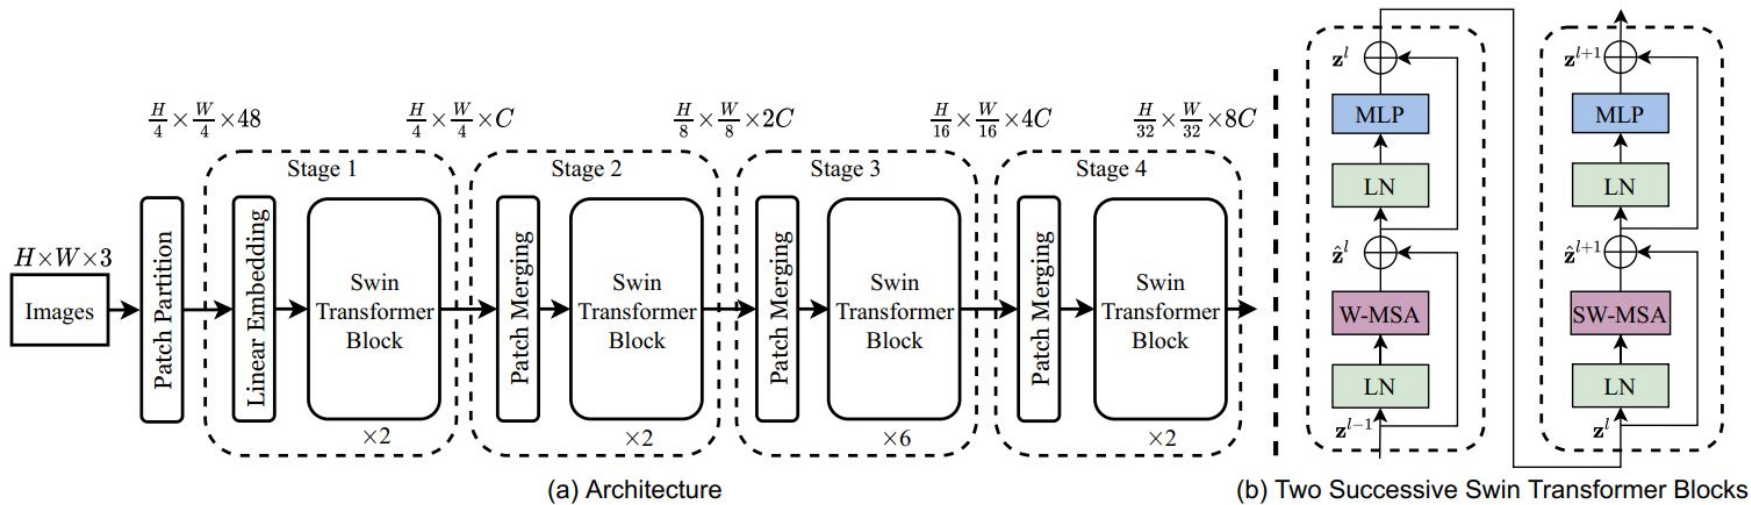 H×W×3
Images
Patch Partition
H/4 × W/4 × 48
Stage 1
Linear Embedding
Swin
Transformer
Block
×2
H/4 × W/4 × C
Stage 2
Patch Merging
Swin
Transformer
Block
×2
H/8 × W/8 × 2C
Stage 3
Patch Merging
Swin
Transformer
Block
×6
H/16 × W/16 × 4C
Stage 4
Patch Merging
Swin
Transformer
Block
×2
H/32 × W/32 × 8C
(a) Architecture
z^l
MLP
LN
ẑ^l
W-MSA
LN
z^{l-1}
z^{l+1}
MLP
LN
ẑ^{l+1}
SW-MSA
LN
z^l
(b) Two Successive Swin Transformer Blocks